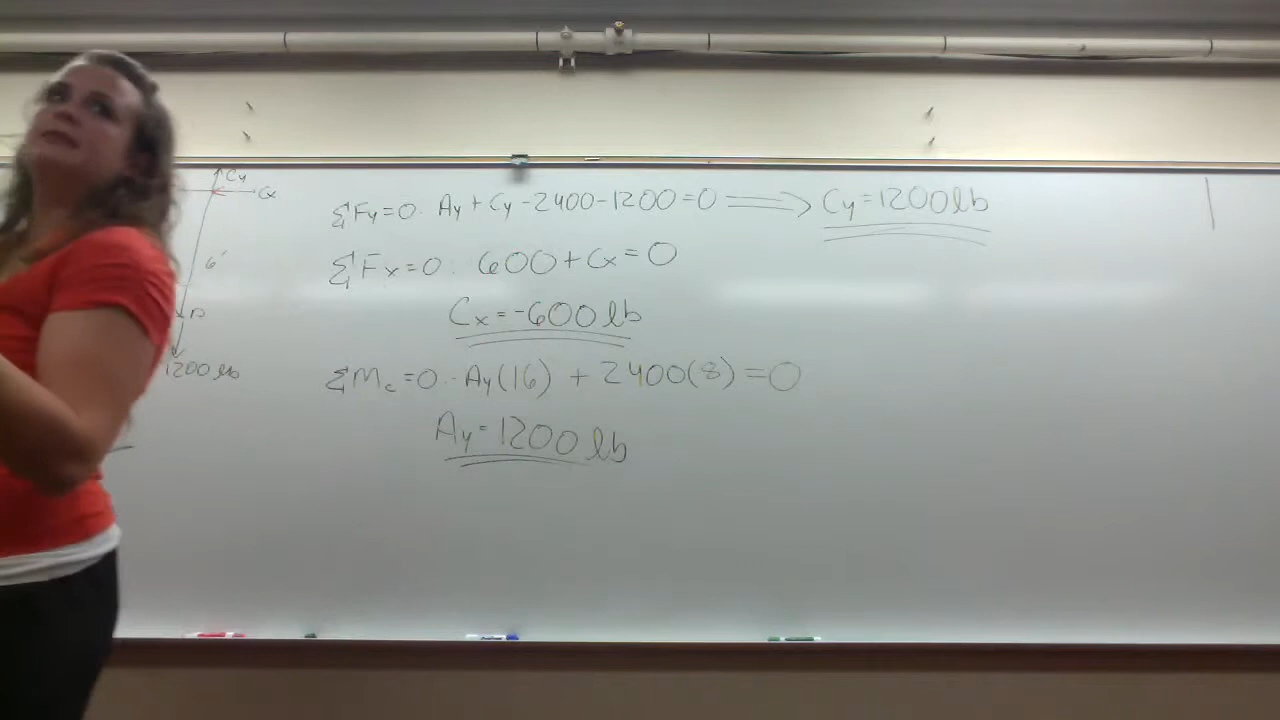 Cy
Cx
6'
D
1200 lb
ΣFy=0: Ay + Cy - 2400 - 1200 = 0 ⟹ Cy = 1200 lb
ΣFx=0: 600 + Cx = 0
Cx = -600 lb
ΣMc=0: -Ay(16) + 2400(8) = 0
Ay = 1200 lb